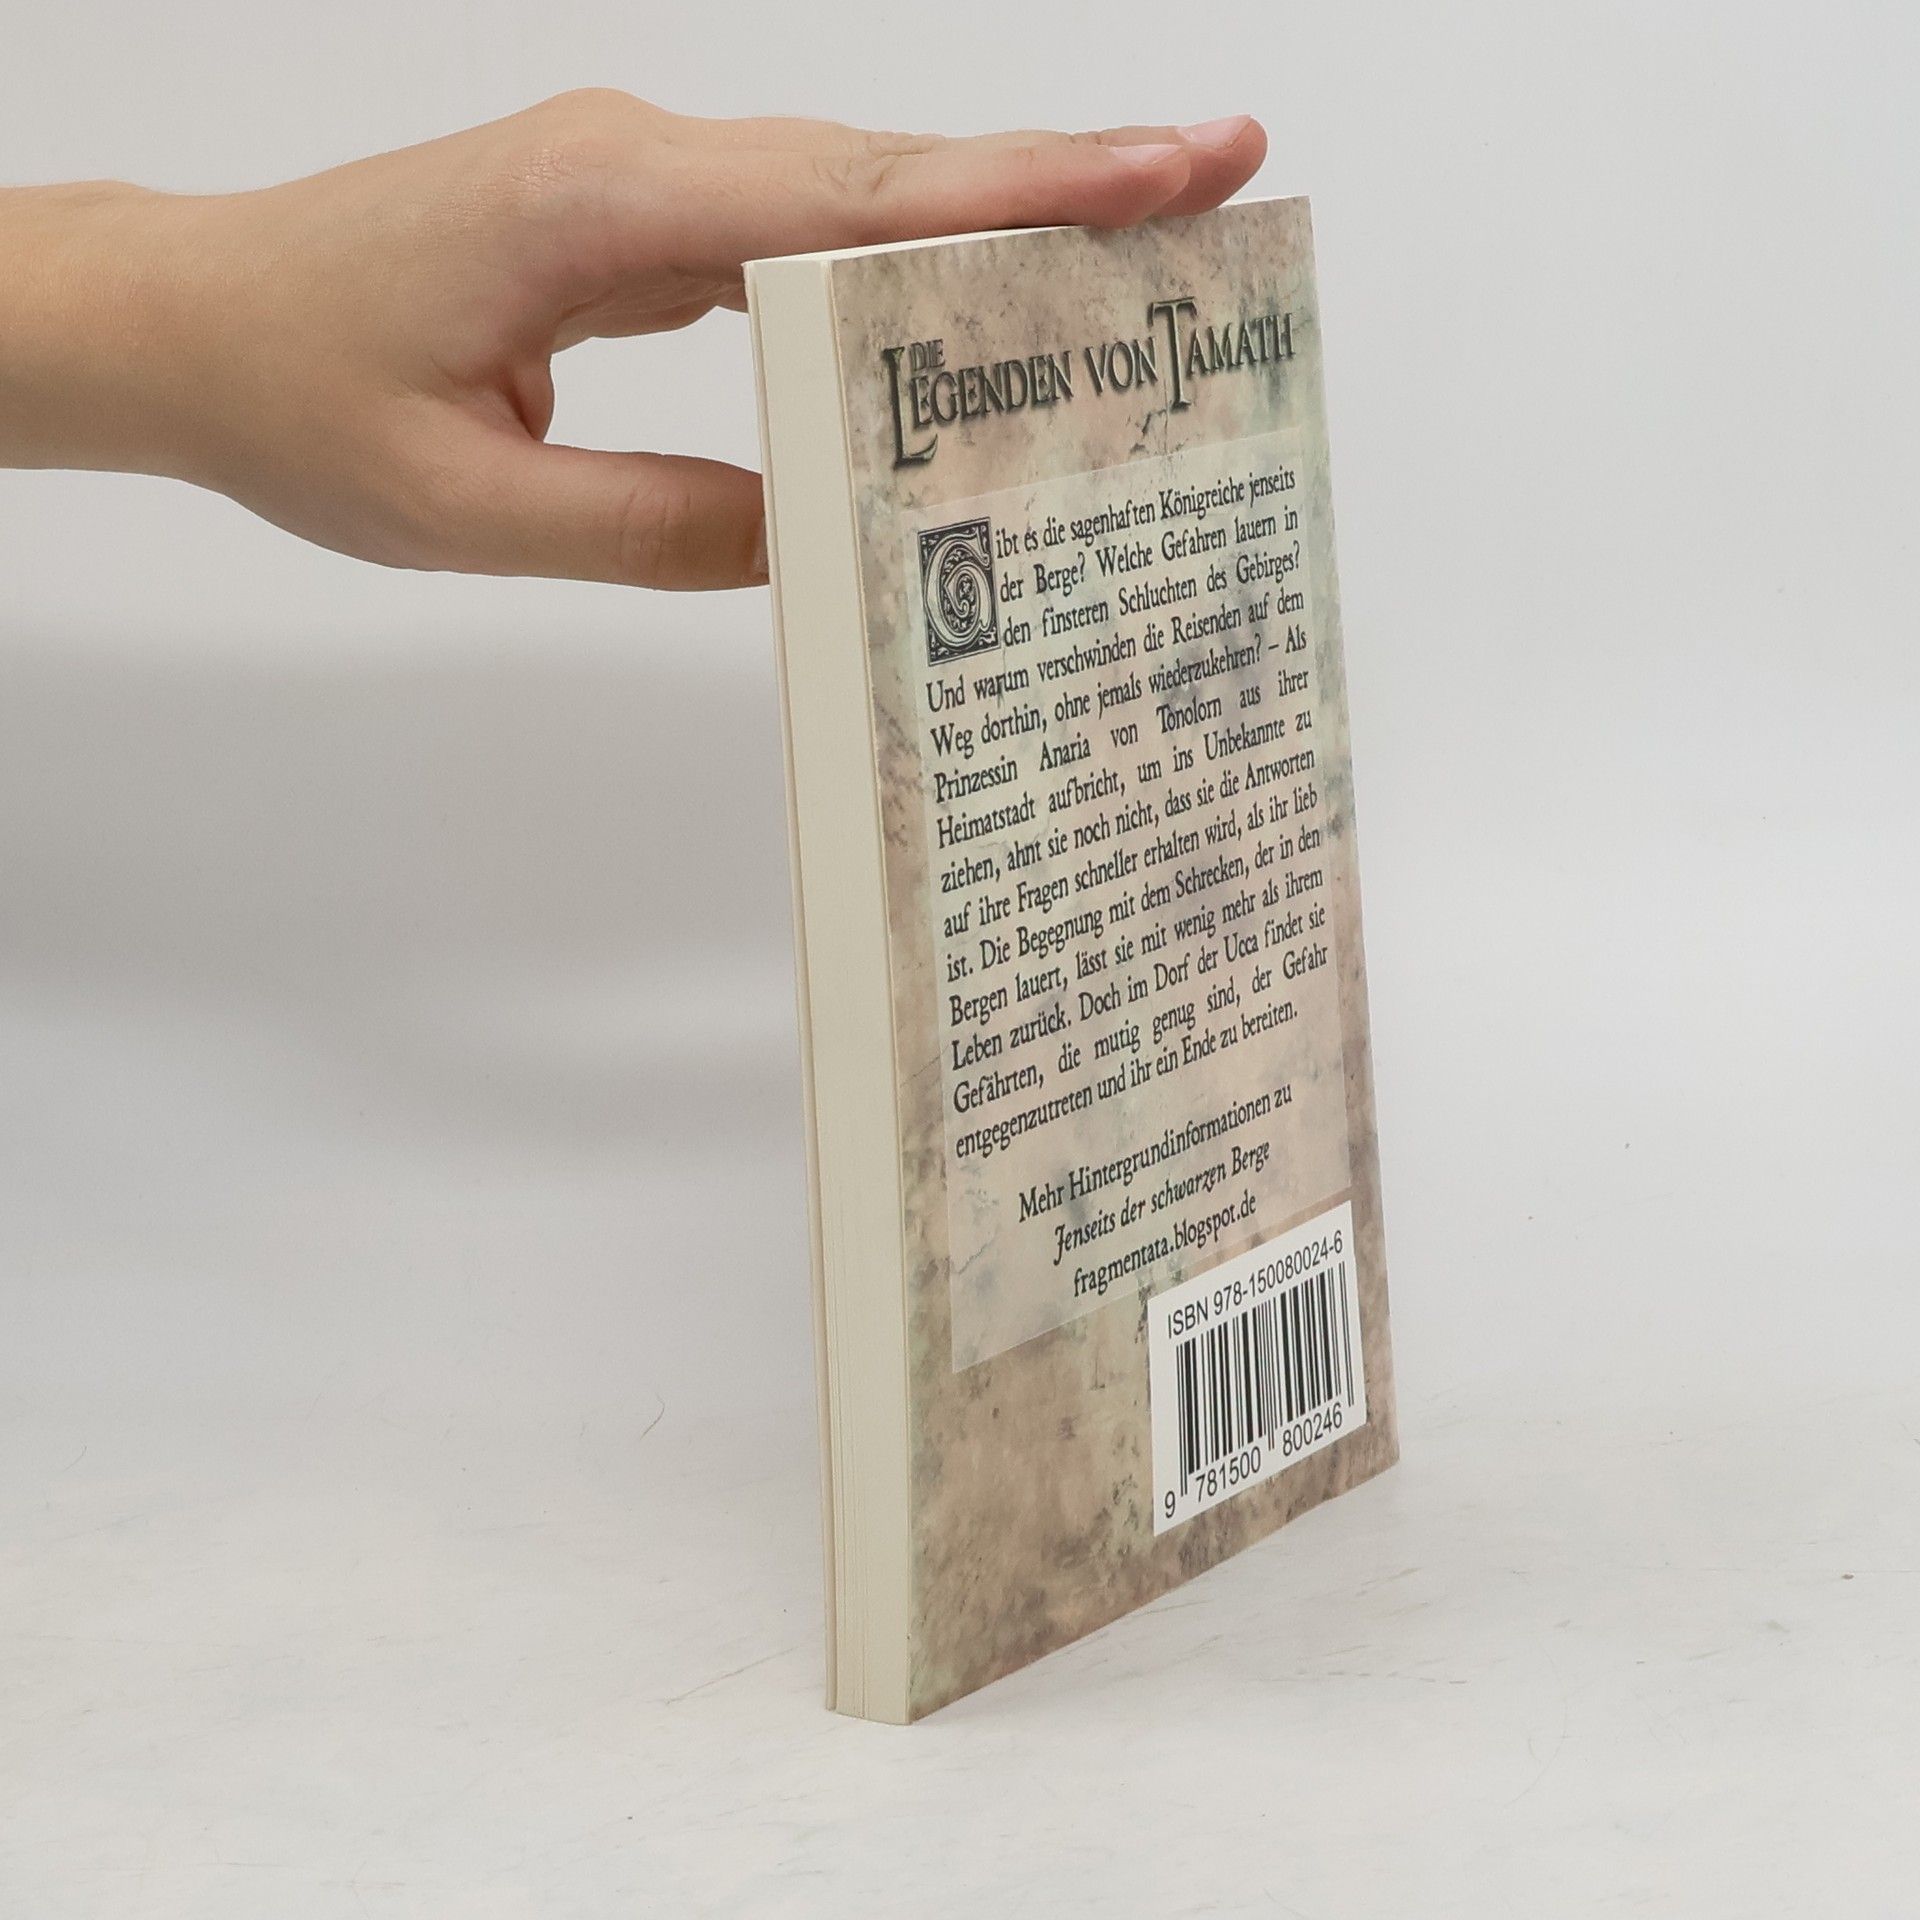 DIE
LEGENDEN VON TAMATH
Gibt es die sagenhaften Königreiche jenseits
der Berge? Welche Gefahren lauern in
den finsteren Schluchten des Gebirges?
Und warum verschwinden die Reisenden auf dem
Weg dorthin, ohne jemals wiederzukehren? – Als
Prinzessin Anaria von Tonolorn aus ihrer
Heimatstadt aufbricht, um ins Unbekannte zu
ziehen, ahnt sie noch nicht, dass sie die Antworten
auf ihre Fragen schneller erhalten wird, als ihr lieb
ist. Die Begegnung mit dem Schrecken, der in den
Bergen lauert, lässt sie mit wenig mehr als ihrem
Leben zurück. Doch im Dorf der Ucca findet sie
Gefährten, die mutig genug sind, der Gefahr
entgegenzutreten und ihr ein Ende zu bereiten.
Mehr Hintergrundinformationen zu
Jenseits der schwarzen Berge
fragmentata.blogspot.de
ISBN 978-150080024-6
9 781500 800246